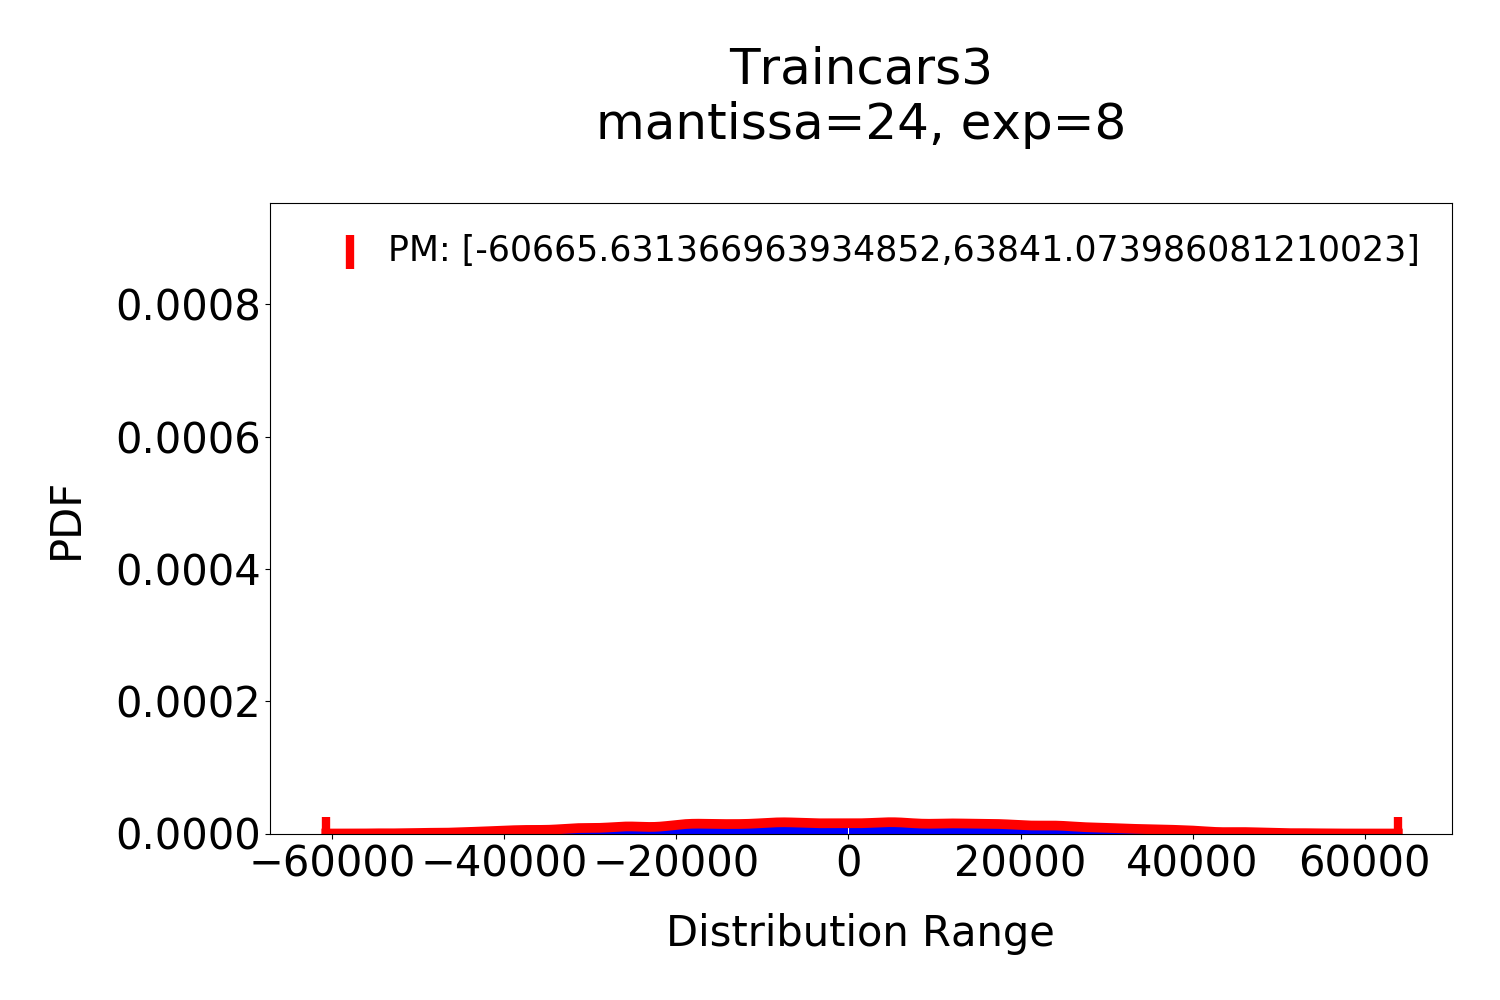 Traincars3
mantissa=24, exp=8
PM: [-60665.631366963934852,63841.073986081210023]
0.0008
0.0006
0.0004
0.0002
0.0000
PDF
−60000 −40000 −20000 0 20000 40000 60000
Distribution Range